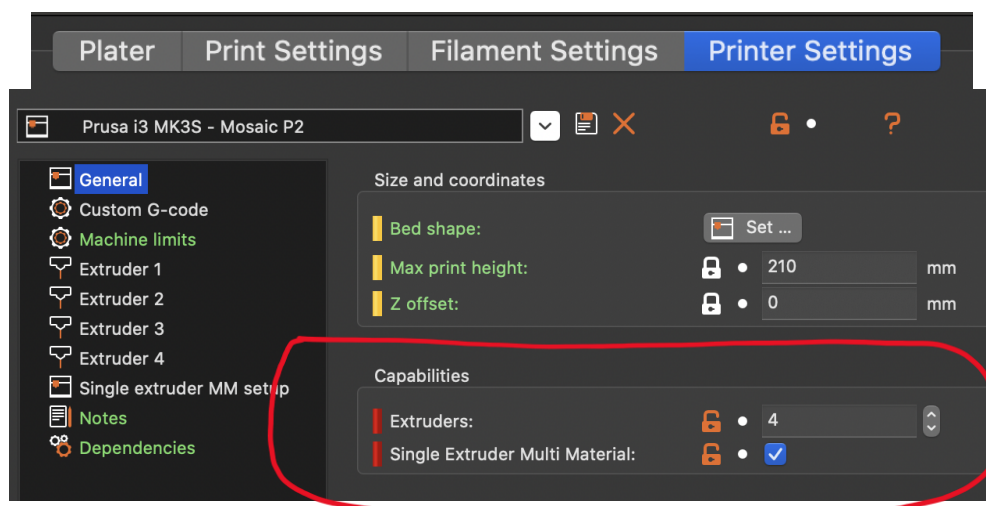 Plater Print Settings Filament Settings Printer Settings
Prusa i3 MK3S - Mosaic P2 ?
General
Custom G-code
Machine limits
Extruder 1
Extruder 2
Extruder 3
Extruder 4
Single extruder MM setup
Notes
Dependencies
Size and coordinates
Bed shape: Set ...
Max print height: 210 mm
Z offset: 0 mm
Capabilities
Extruders: 4
Single Extruder Multi Material: